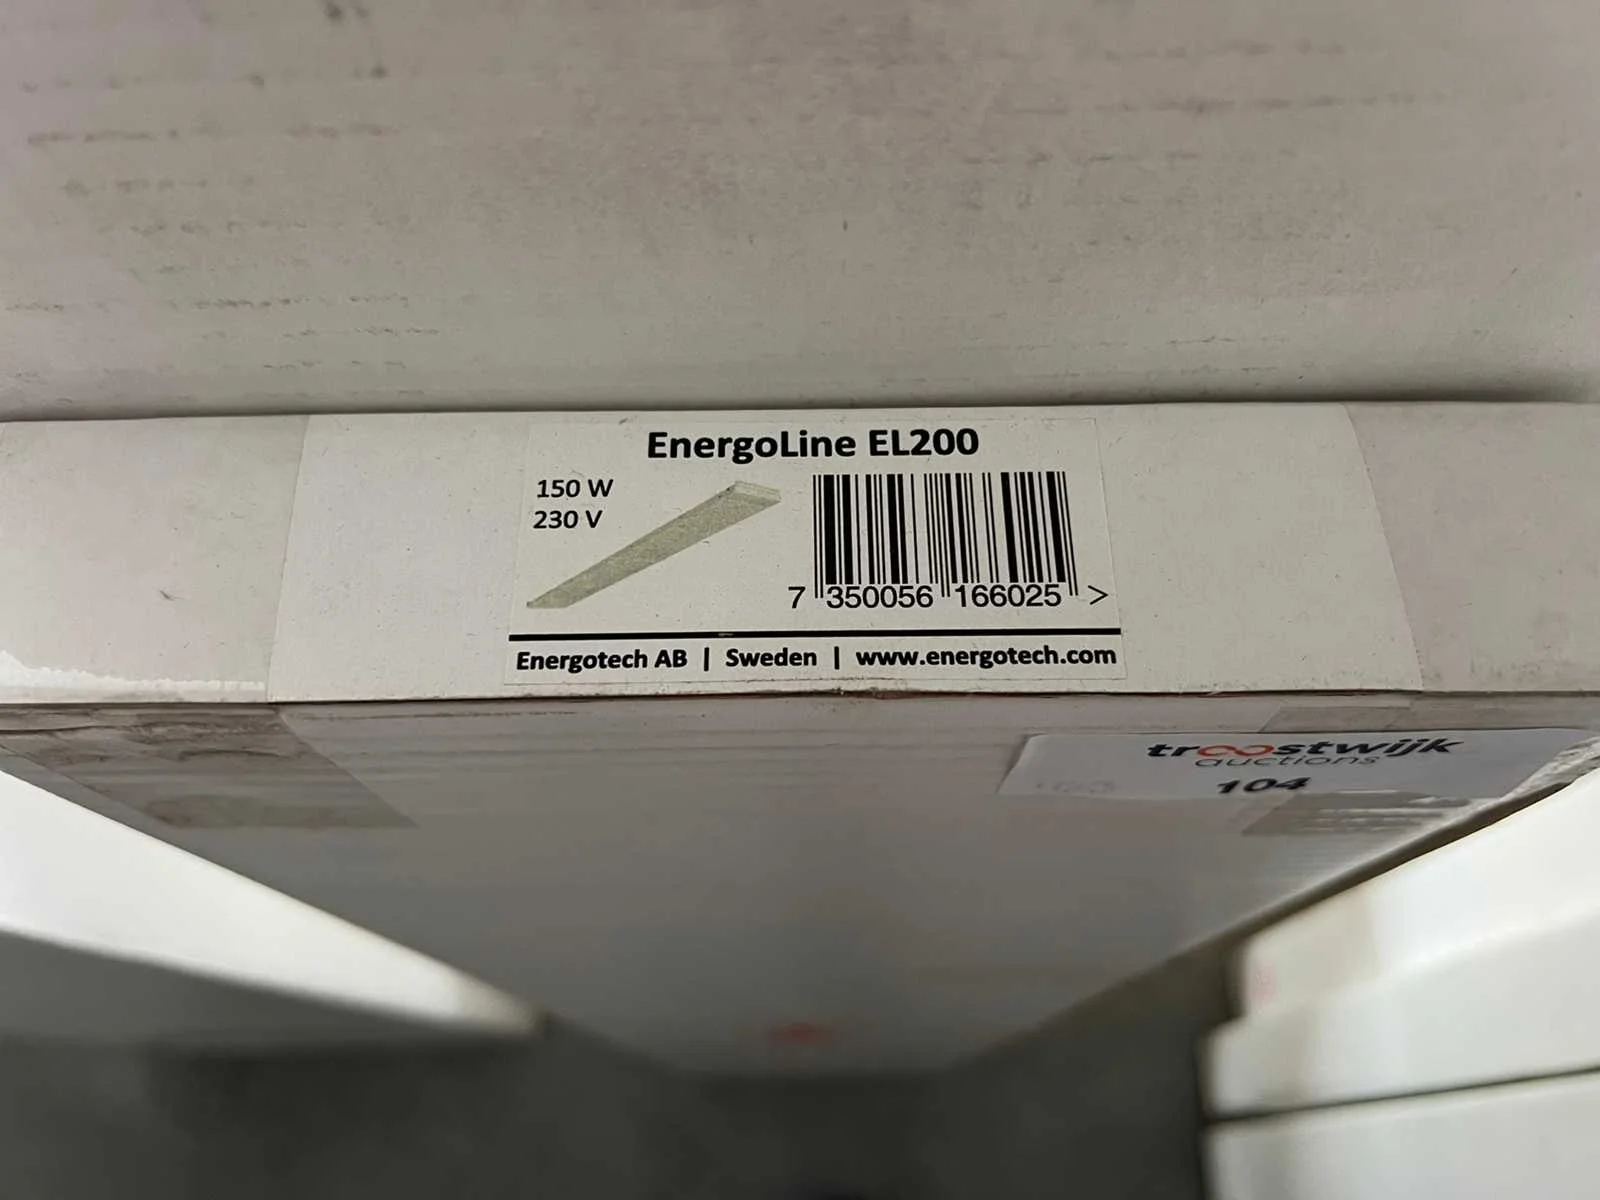 EnergoLine EL200
150 W
230 V
7 350056 166025 >
Energotech AB | Sweden | www.energotech.com
troostwijk
auctions
104